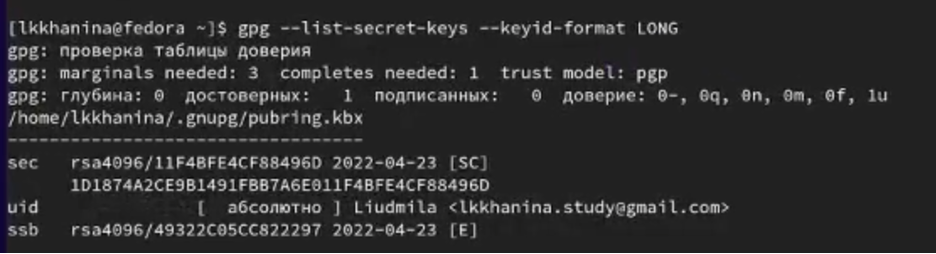 [lkkhanina@fedora ~]$ gpg --list-secret-keys --keyid-format LONG
gpg: проверка таблицы доверия
gpg: marginals needed: 3  completes needed: 1  trust model: pgp
gpg: глубина: 0  достоверных:   1  подписанных:   0  доверие: 0-, 0q, 0n, 0m, 0f, 1u
/home/lkkhanina/.gnupg/pubring.kbx
----------------------------------
sec   rsa4096/11F4BFE4CF88496D 2022-04-23 [SC]
      1D1874A2CE9B1491FBB7A6E011F4BFE4CF88496D
uid              [  абсолютно ] Liudmila <lkkhanina.study@gmail.com>
ssb   rsa4096/49322C05CC822297 2022-04-23 [E]